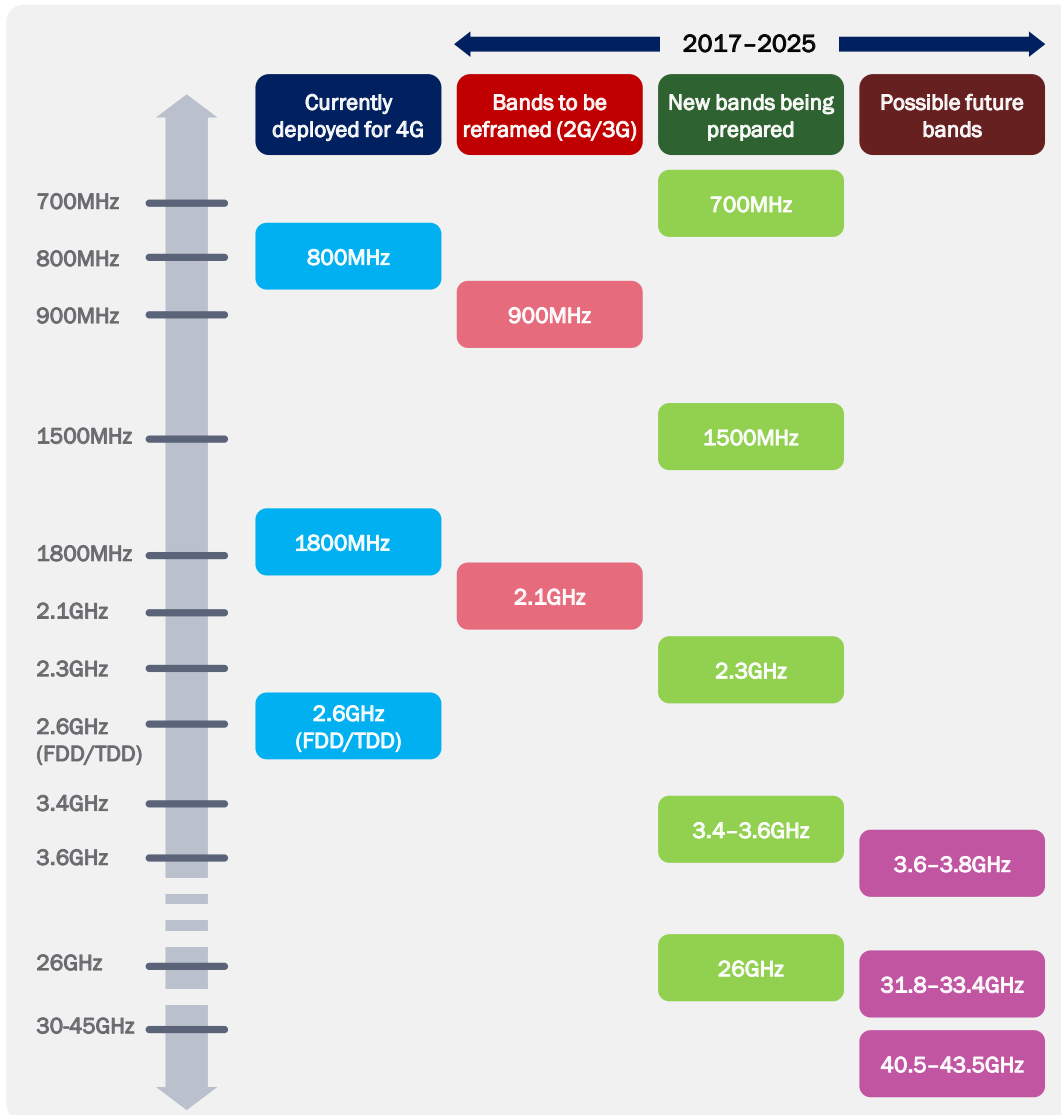 2017–2025
Currently
deployed for 4G
Bands to be
reframed (2G/3G)
New bands being
prepared
Possible future
bands
700MHz
700MHz
800MHz
800MHz
900MHz
900MHz
1500MHz
1500MHz
1800MHz
1800MHz
2.1GHz
2.1GHz
2.3GHz
2.3GHz
2.6GHz
(FDD/TDD)
2.6GHz
(FDD/TDD)
3.4GHz
3.4–3.6GHz
3.6GHz
3.6–3.8GHz
26GHz
26GHz
31.8–33.4GHz
30-45GHz
40.5–43.5GHz